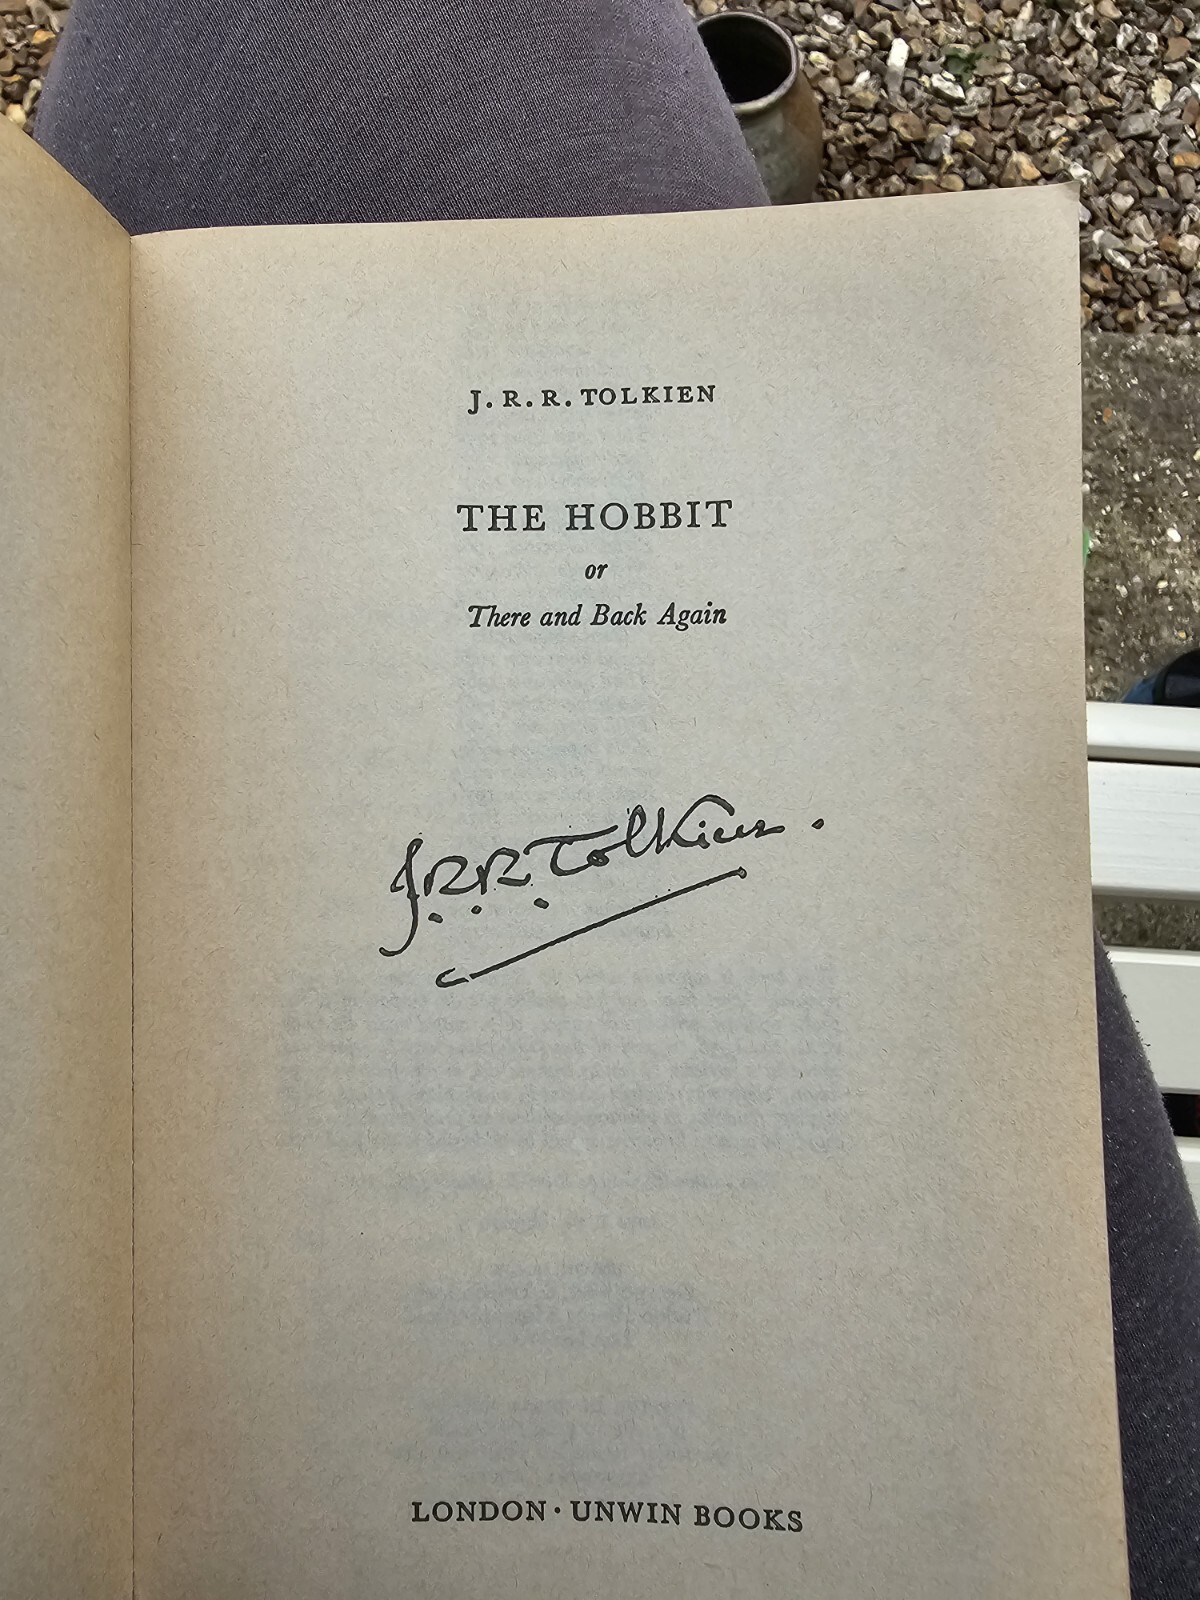 J. R. R. TOLKIEN
THE HOBBIT
or
There and Back Again
J.R.R. Tolkien.
LONDON · UNWIN BOOKS